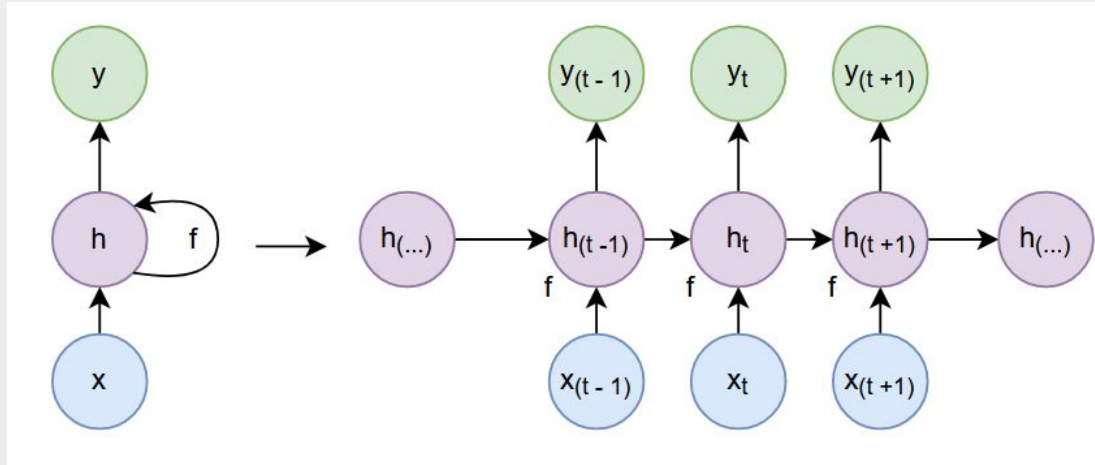 y
y(t - 1)
yt
y(t +1)
h
f
h(...)
h(t -1)
ht
h(t +1)
h(...)
f
f
f
x
x(t - 1)
xt
x(t +1)